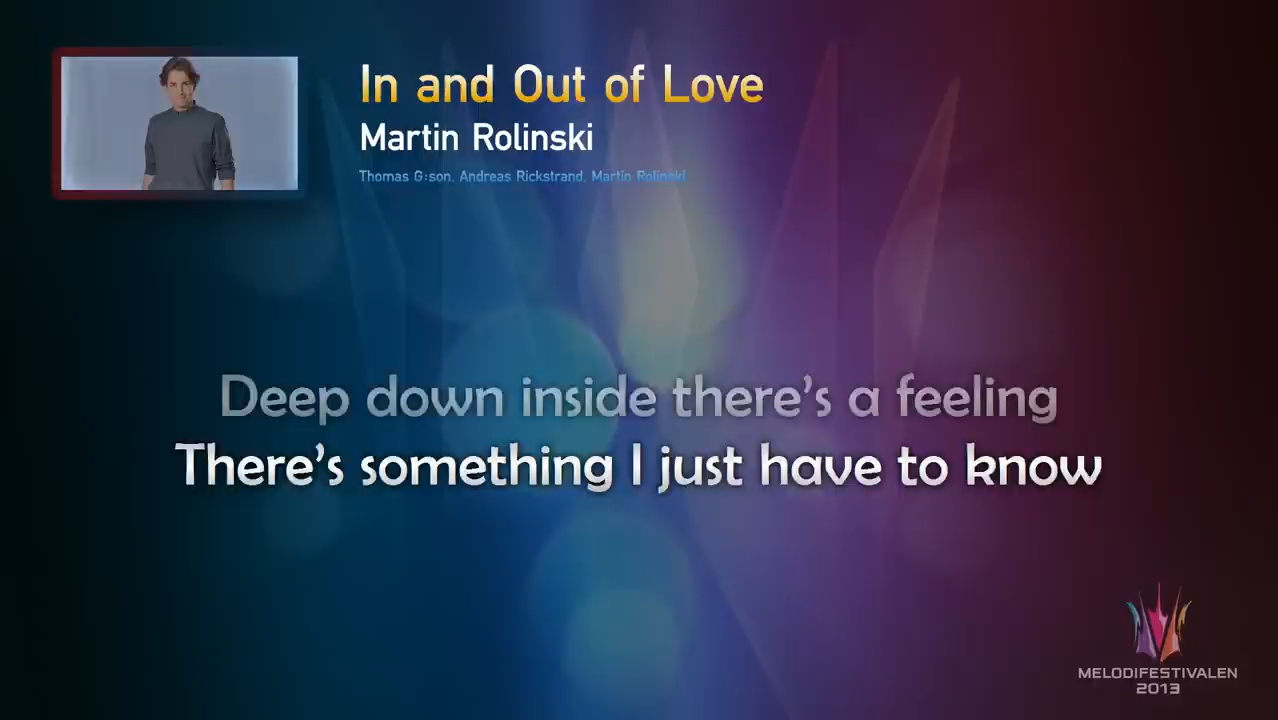 In and Out of Love
Martin Rolinski
Thomas G:son, Andreas Rickstrand, Martin Rolinski
Deep down inside there's a feeling
There's something I just have to know
MELODIFESTIVALEN
2013